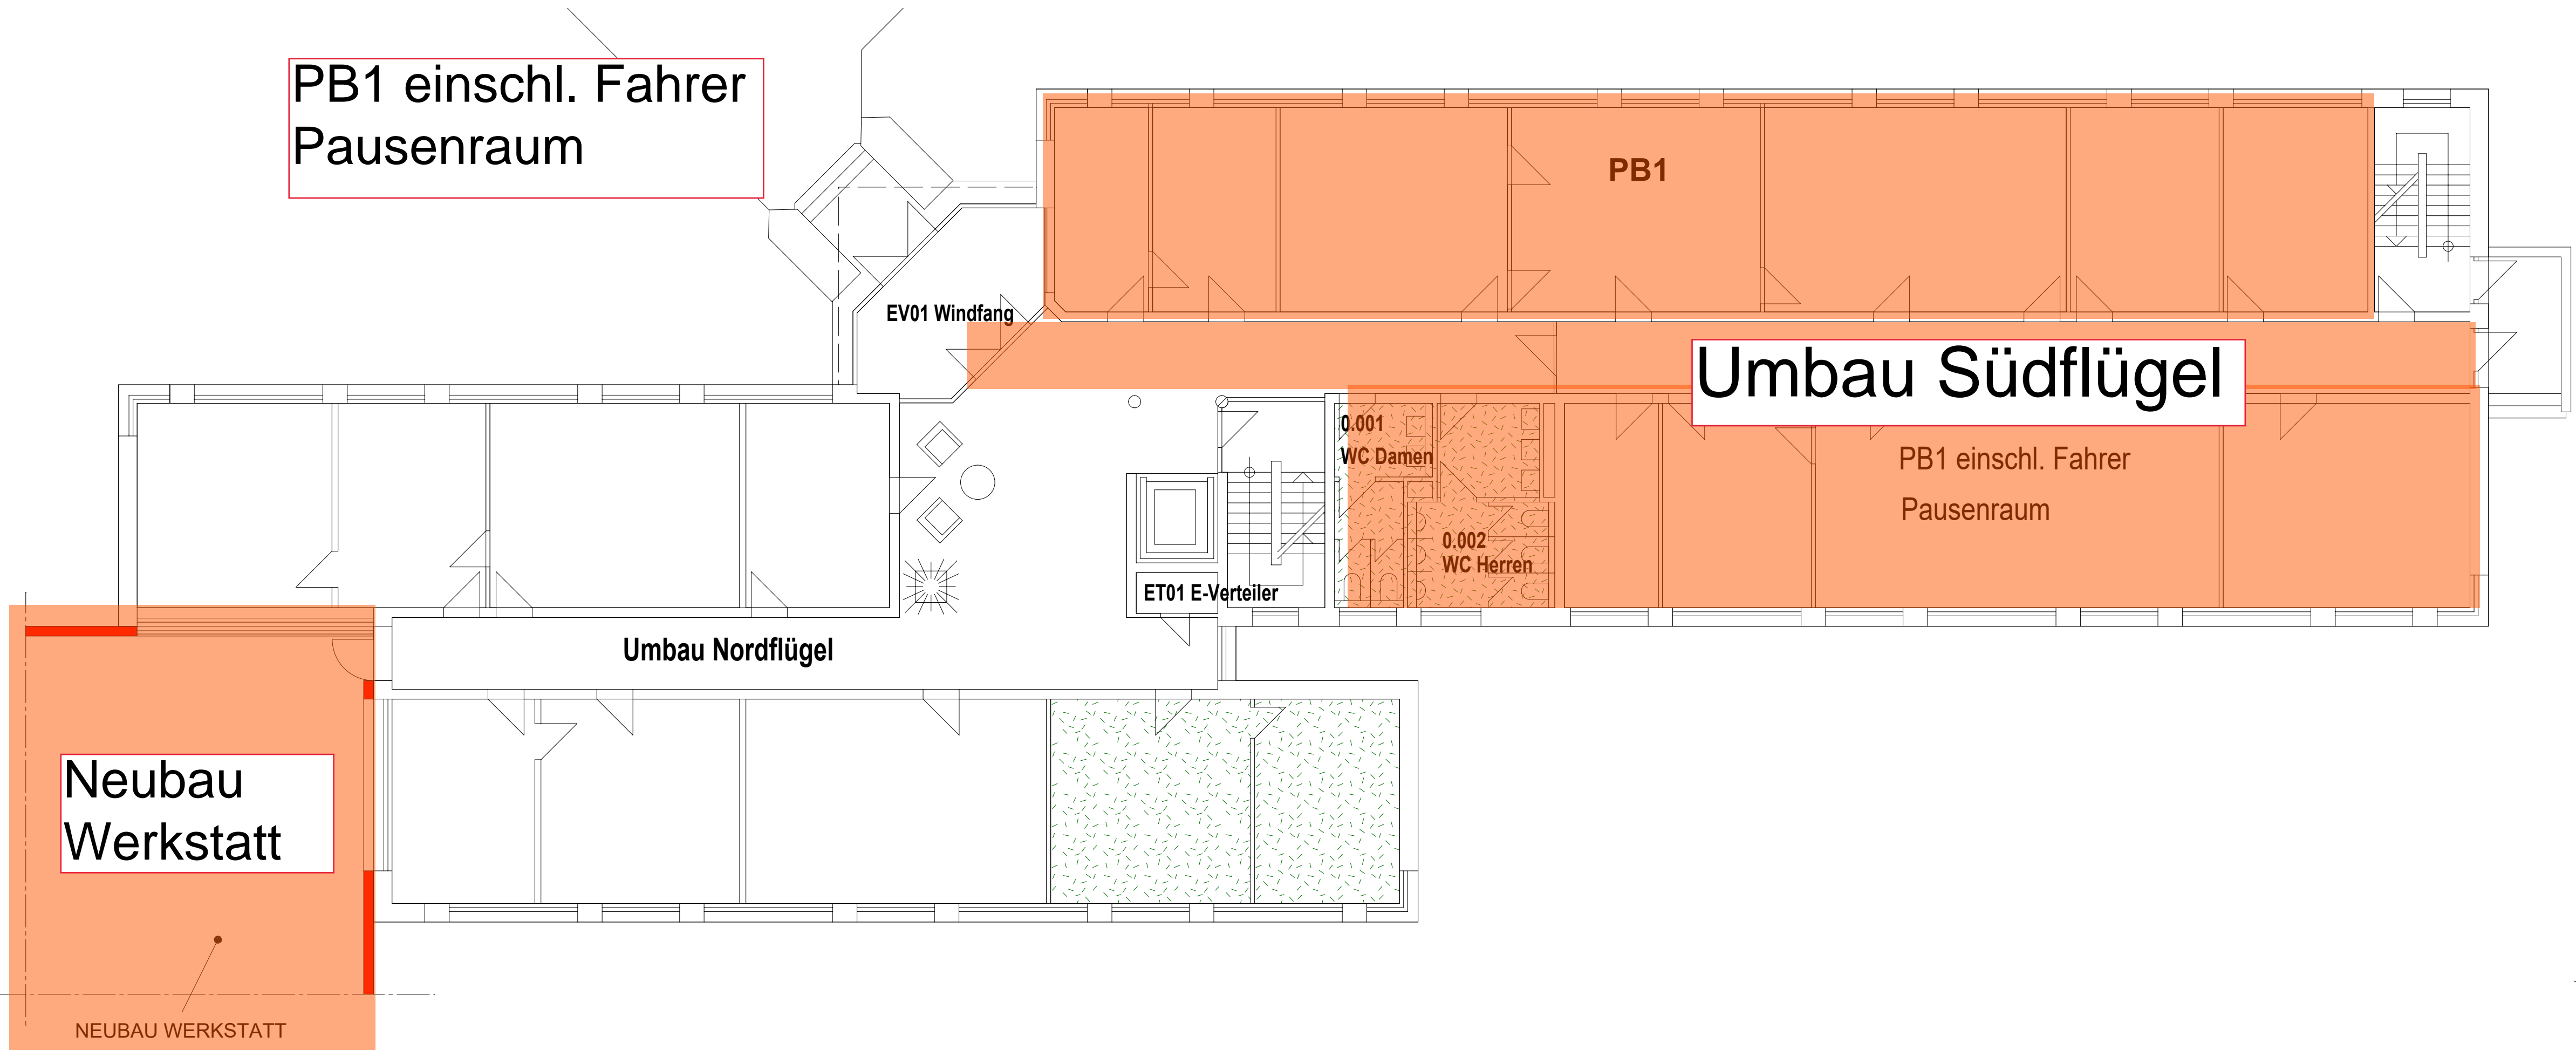 PB1 einschl. Fahrer
Pausenraum
PB1
EV01 Windfang
Umbau Südflügel
0.001
WC Damen
PB1 einschl. Fahrer
Pausenraum
0.002
WC Herren
ET01 E-Verteiler
Umbau Nordflügel
Neubau
Werkstatt
NEUBAU WERKSTATT